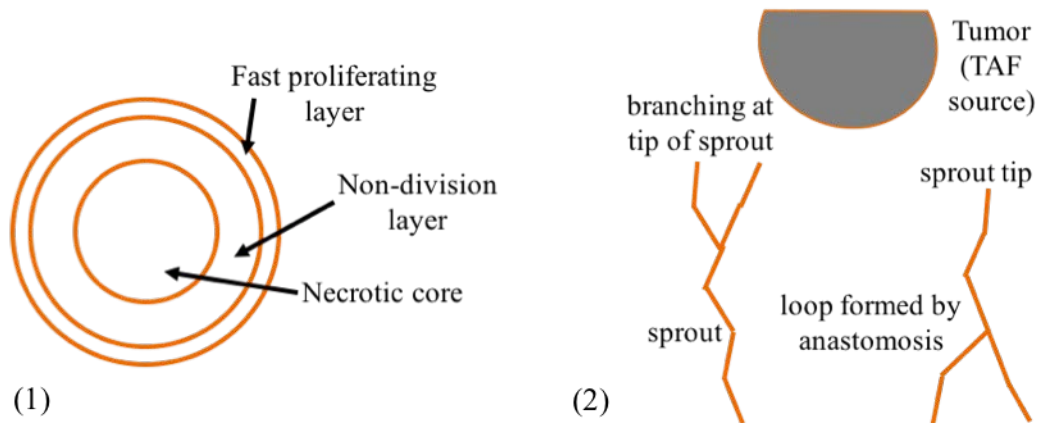 Fast proliferating
layer
Non-division
layer
Necrotic core
(1)
Tumor
(TAF
source)
branching at
tip of sprout
sprout tip
loop formed by
anastomosis
sprout
(2)